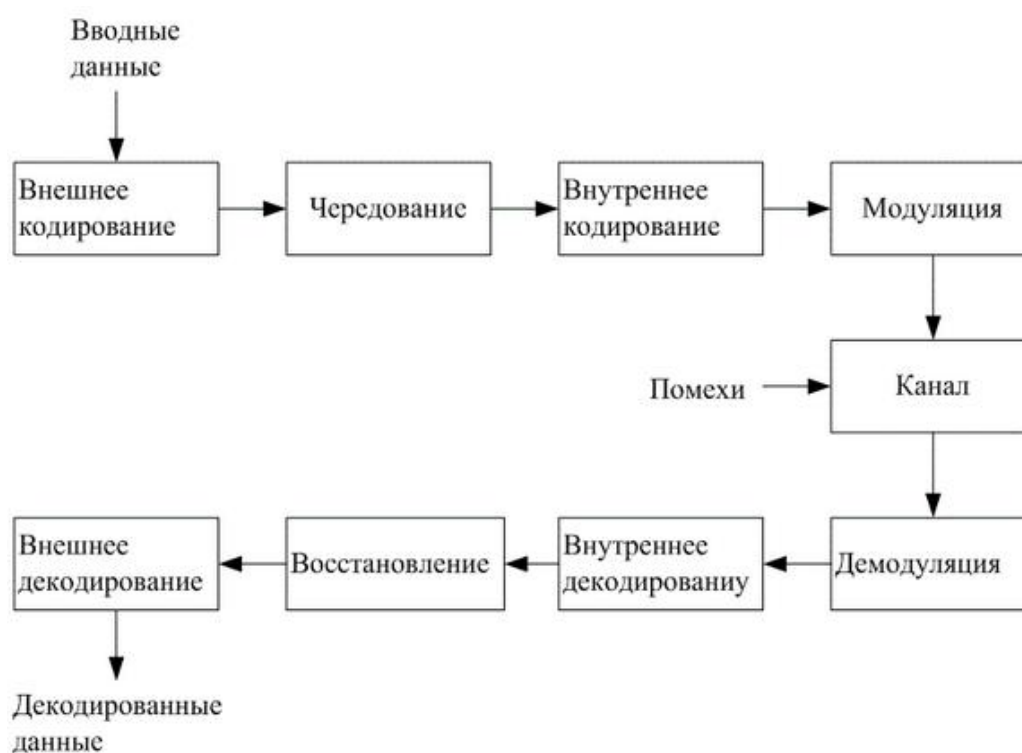 Вводные
данные
Внешнее
кодирование
Чередование
Внутреннее
кодирование
Модуляция
Помехи
Канал
Внешнее
декодирование
Восстановление
Внутреннее
декодированиу
Демодуляция
Декодированные
данные